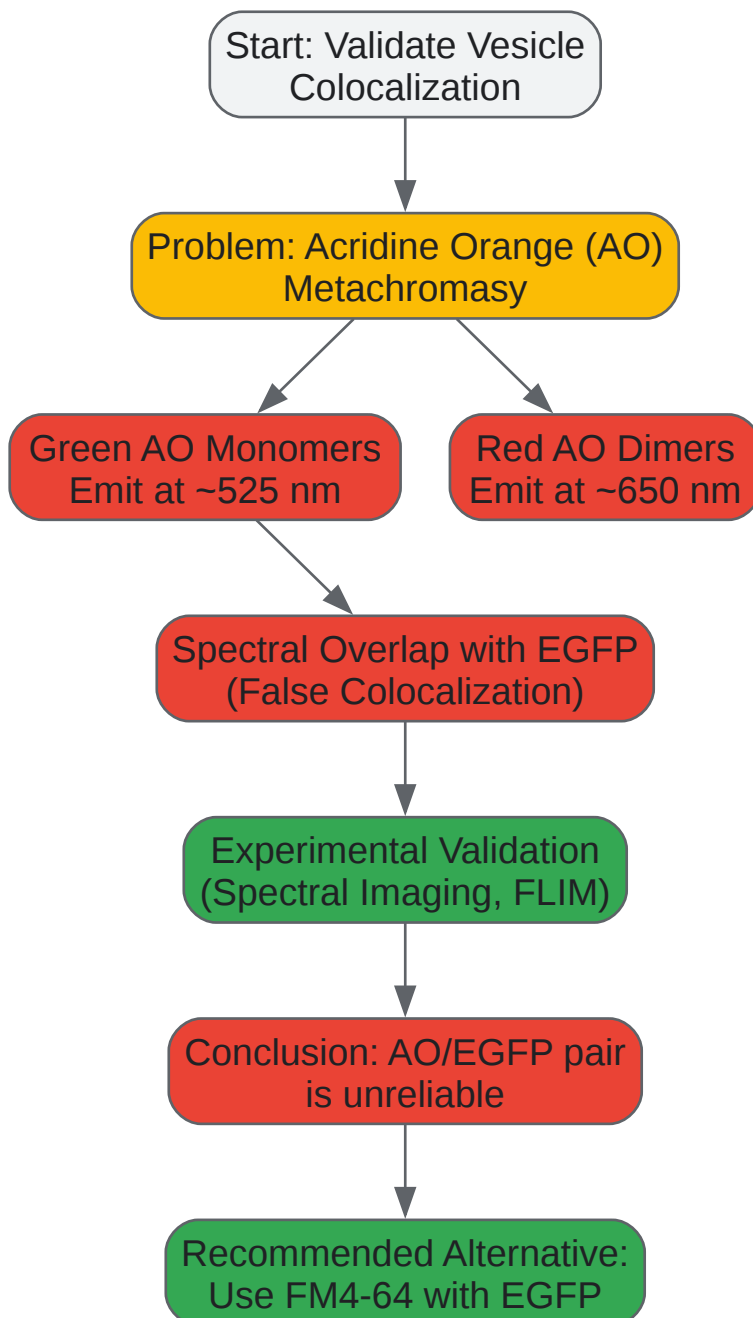 Start: Validate Vesicle
Colocalization
Problem: Acridine Orange (AO)
Metachromasy
Green AO Monomers
Emit at ~525 nm
Red AO Dimers
Emit at ~650 nm
Spectral Overlap with EGFP
(False Colocalization)
Experimental Validation
(Spectral Imaging, FLIM)
Conclusion: AO/EGFP pair
is unreliable
Recommended Alternative:
Use FM4-64 with EGFP